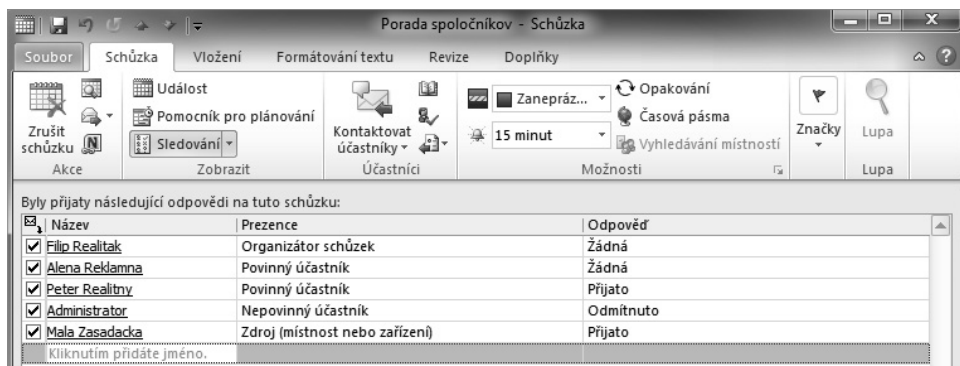 Porada spoločníkov - Schůzka
Soubor Schůzka Vložení Formátování textu Revize Doplňky
Zrušit schůzku
Akce
Událost
Pomocník pro plánování
Sledování
Zobrazit
Kontaktovat účastníky
Účastníci
Zanepráz...
15 minut
Opakování
Časová pásma
Vyhledávání místností
Možnosti
Značky
Lupa
Lupa
Byly přijaty následující odpovědi na tuto schůzku:
Název Prezence Odpověď
Filip Realitak Organizátor schůzek Žádná
Alena Reklamna Povinný účastník Žádná
Peter Realitny Povinný účastník Přijato
Administrator Nepovinný účastník Odmítnuto
Mala Zasadacka Zdroj (místnost nebo zařízení) Přijato
Kliknutím přidáte jméno.